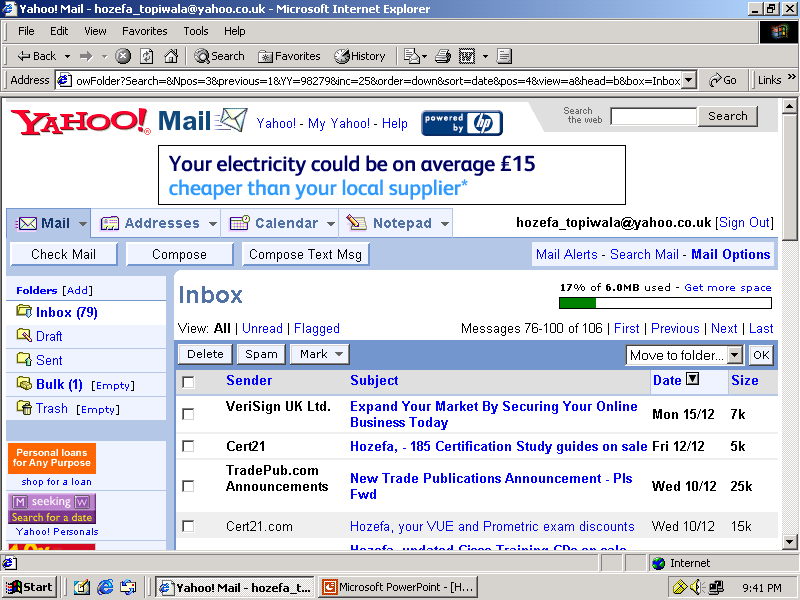 Yahoo! Mail - hozefa_topiwala@yahoo.co.uk - Microsoft Internet Explorer
File Edit View Favorites Tools Help
Back Search Favorites History
Address owFolder?Search=&Npos=3&previous=1&YY=98279&inc=25&order=down&sort=date&pos=4&view=a&head=b&box=Inbox Go Links »
YAHOO! Mail Yahoo! - My Yahoo! - Help powered by hp Search the web Search
Your electricity could be on average £15
cheaper than your local supplier*
Mail Addresses Calendar Notepad hozefa_topiwala@yahoo.co.uk [Sign Out]
Check Mail Compose Compose Text Msg Mail Alerts - Search Mail - Mail Options
Folders [Add]
Inbox (79)
Draft
Sent
Bulk (1) [Empty]
Trash [Empty]
Personal loans
for Any Purpose
shop for a loan
M seeking W
Search for a date
Yahoo! Personals
Inbox
17% of 6.0MB used - Get more space
View: All | Unread | Flagged Messages 76-100 of 106 | First | Previous | Next | Last
Delete Spam Mark Move to folder... OK
Sender Subject Date Size
VeriSign UK Ltd. Expand Your Market By Securing Your Online
Business Today Mon 15/12 7k
Cert21 Hozefa, - 185 Certification Study guides on sale Fri 12/12 5k
TradePub.com
Announcements New Trade Publications Announcement - Pls
Fwd Wed 10/12 25k
Cert21.com Hozefa, your VUE and Prometric exam discounts Wed 10/12 15k
Hozefa, updated Cisco Training CDs on sale
Internet
Start Yahoo! Mail - hozefa_t... Microsoft PowerPoint - [H... 9:41 PM